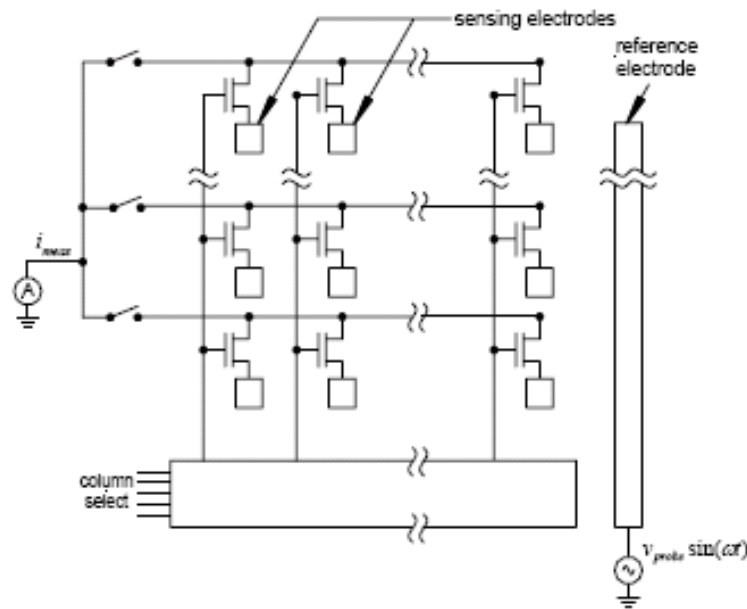 sensing electrodes
reference
electrode
i_meas
A
column
select
v_probe sin(ωt)